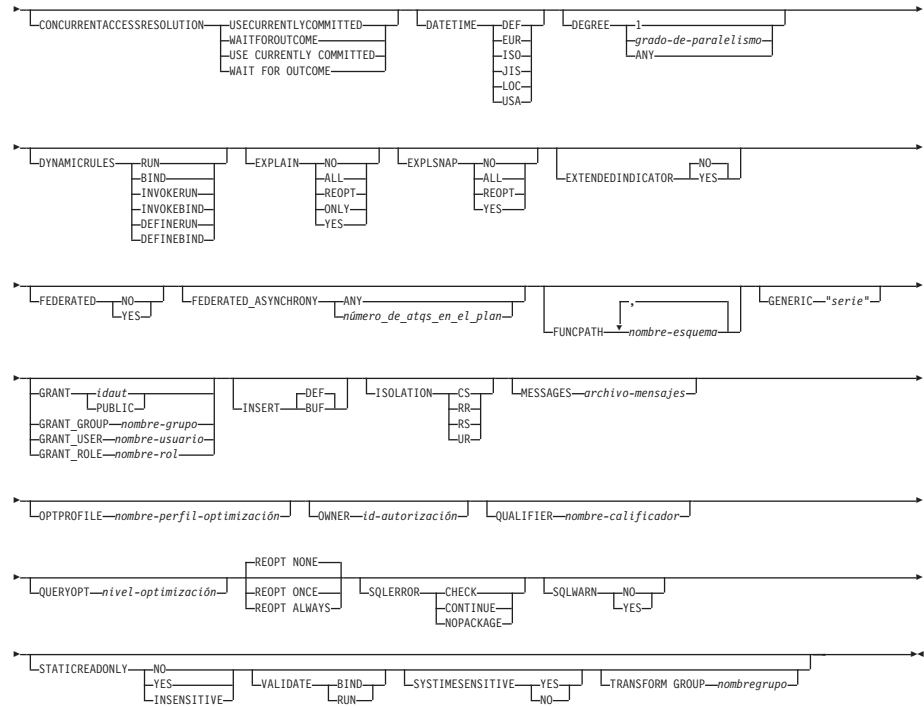 CONCURRENTACCESSRESOLUTION USECURRENTLYCOMMITTED DATETIME DEF DEGREE 1
WAITFOROUTCOME EUR grado-de-paralelismo
USE CURRENTLY COMMITTED ISO ANY
WAIT FOR OUTCOME JIS
LOC
USA
DYNAMICRULES RUN EXPLAIN NO EXPLSNAP NO EXTENDEDINDICATOR NO
BIND ALL ALL YES
INVOKERUN REOPT REOPT
INVOKEBIND ONLY YES
DEFINERUN YES
DEFINEBIND
FEDERATED NO FEDERATED_ASYNCHRONY ANY FUNCPATH , GENERIC "serie"
YES número_de_atqs_en_el_plan nombre-esquema
GRANT idaut INSERT DEF ISOLATION CS MESSAGES archivo-mensajes
PUBLIC BUF RR
GRANT_GROUP nombre-grupo RS
GRANT_USER nombre-usuario UR
GRANT_ROLE nombre-rol
OPTPROFILE nombre-perfil-optimización OWNER id-autorización QUALIFIER nombre-calificador
QUERYOPT nivel-optimización REOPT NONE SQLERROR CHECK SQLWARN NO
REOPT ONCE CONTINUE YES
REOPT ALWAYS NOPACKAGE
STATICREADONLY NO VALIDATE BIND SYSTIMESENSITIVE YES TRANSFORM GROUP nombregrupo
YES RUN NO
INSENSITIVE